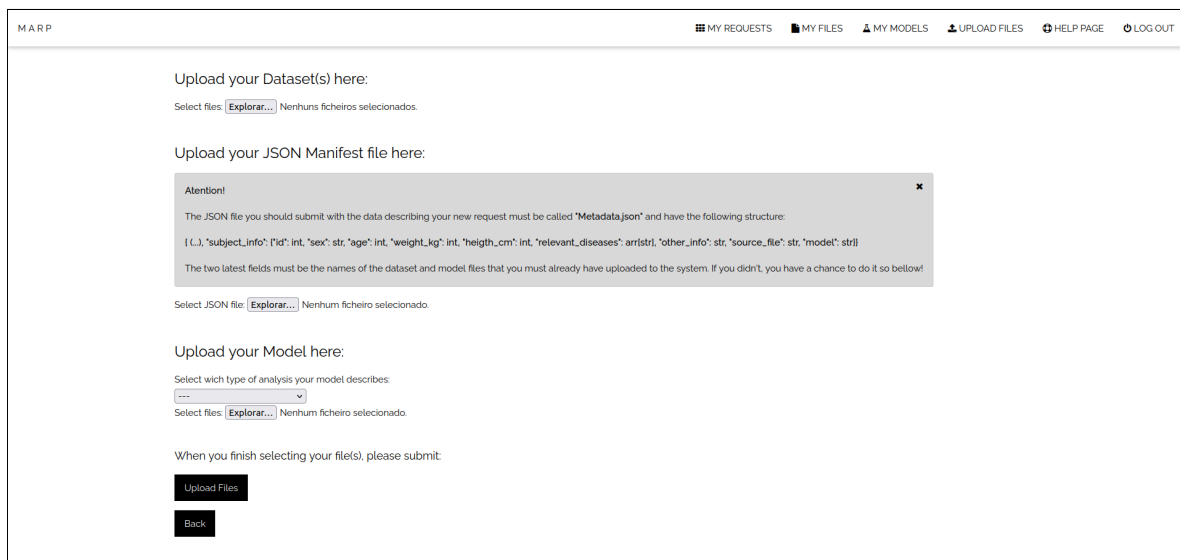 MARP
MY REQUESTS MY FILES MY MODELS UPLOAD FILES HELP PAGE LOG OUT
Upload your Dataset(s) here:
Select files: Explorar... Nenhuns ficheiros selecionados.
Upload your JSON Manifest file here:
Atention!
The JSON file you should submit with the data describing your new request must be called "Metadata.json" and have the following structure:
{ (...), "subject_info": {"id": int, "sex": str, "age": int, "weight_kg": int, "heigth_cm": int, "relevant_diseases": arr[str], "other_info": str, "source_file": str, "model": str}}
The two latest fields must be the names of the dataset and model files that you must already have uploaded to the system. If you didn't, you have a chance to do it so bellow!
Select JSON file: Explorar... Nenhum ficheiro selecionado.
Upload your Model here:
Select wich type of analysis your model describes:
---
Select files: Explorar... Nenhum ficheiro selecionado.
When you finish selecting your file(s), please submit:
Upload Files
Back